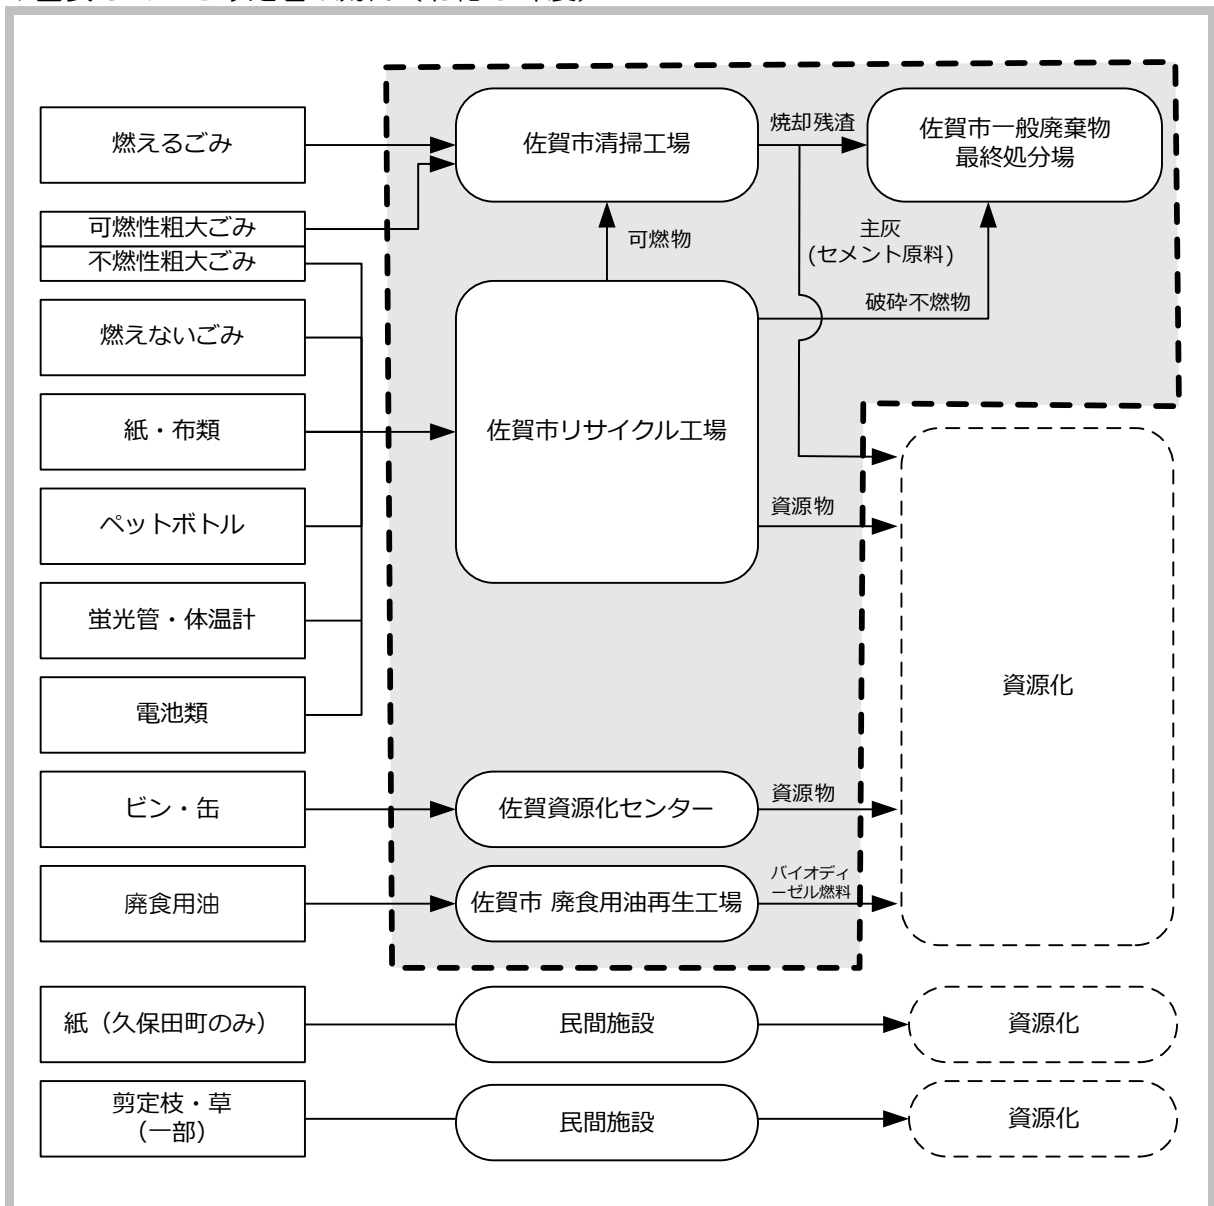 燃えるごみ
佐賀市清掃工場
焼却残渣
佐賀市一般廃棄物
最終処分場
可燃性粗大ごみ
不燃性粗大ごみ
可燃物
主灰
(セメント原料)
破砕不燃物
燃えないごみ
紙・布類
佐賀市リサイクル工場
ペットボトル
資源物
蛍光管・体温計
資源化
電池類
ビン・缶
佐賀資源化センター
資源物
廃食用油
佐賀市 廃食用油再生工場
バイオディ
ーゼル燃料
紙（久保田町のみ）
民間施設
資源化
剪定枝・草
（一部）
民間施設
資源化